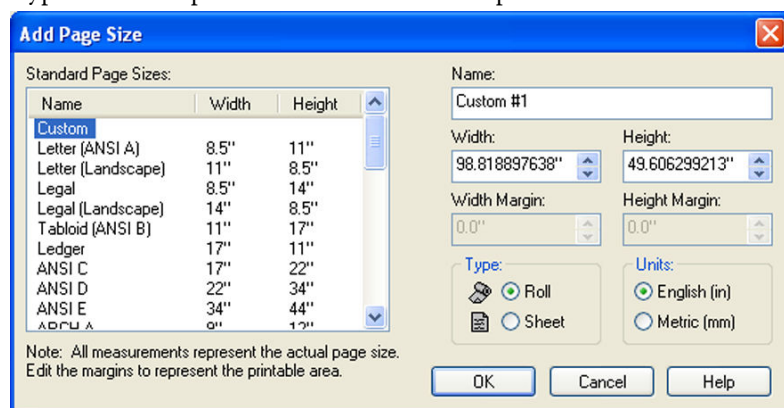 Add Page Size
Standard Page Sizes:
Name Width Height
Custom
Letter (ANSI A) 8.5" 11"
Letter (Landscape) 11" 8.5"
Legal 8.5" 14"
Legal (Landscape) 14" 8.5"
Tabloid (ANSI B) 11" 17"
Ledger 17" 11"
ANSI C 17" 22"
ANSI D 22" 34"
ANSI E 34" 44"
ARCH A 9" 12"
Note: All measurements represent the actual page size.
Edit the margins to represent the printable area.
Name:
Custom #1
Width: Height:
98.818897638" 49.606299213"
Width Margin: Height Margin:
0.0" 0.0"
Type: Units:
Roll English (in)
Sheet Metric (mm)
OK Cancel Help